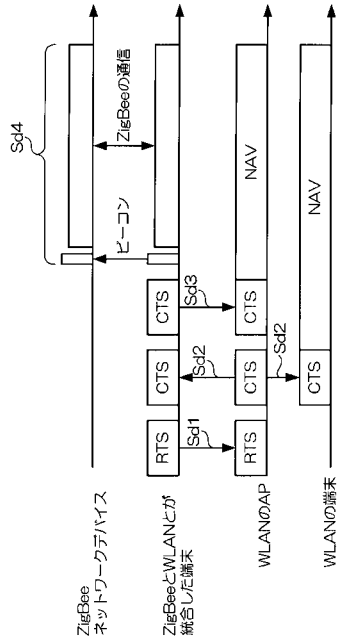 Sd4
ZigBee
ネットワークデバイス
ビーコン
ZigBeeの通信
ZigBeeとWLANとが
統合した端末
RTS
CTS
CTS
Sd1
Sd2
Sd3
WLANのAP
RTS
CTS
CTS
NAV
Sd2
WLANの端末
CTS
NAV